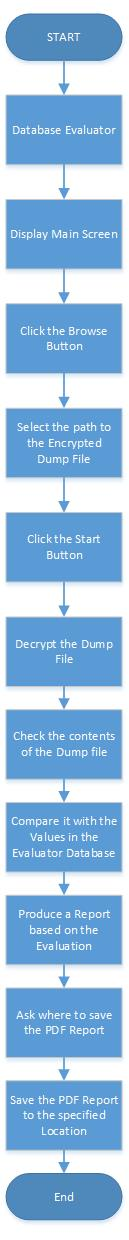 START
Database Evaluator
Display Main Screen
Click the Browse
Button
Select the path to
the Encrypted
Dump File
Click the Start
Button
Decrypt the Dump
File
Check the contents
of the Dump file
Compare it with the
Values in the
Evaluator Database
Produce a Report
based on the
Evaluation
Ask where to save
the PDF Report
Save the PDF Report
to the specified
Location
End